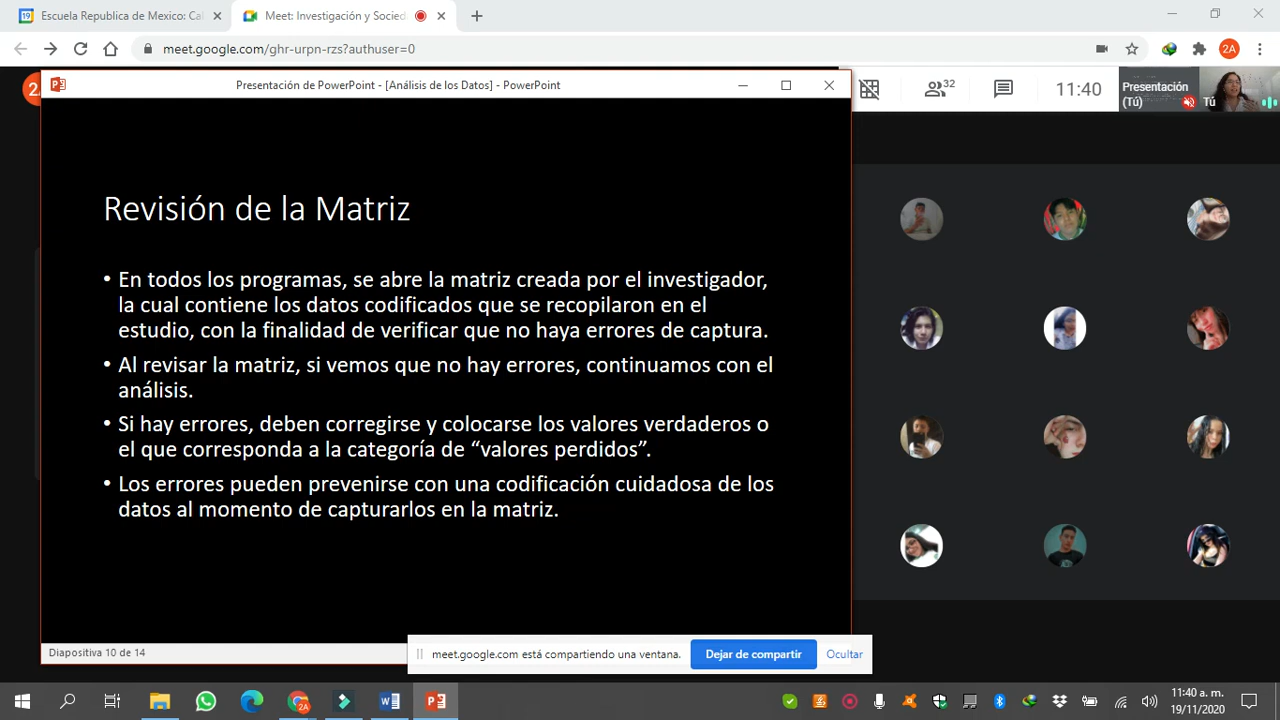 Escuela Republica de Mexico: Cal
Meet: Investigación y Socied
meet.google.com/ghr-urpn-rzs?authuser=0
2A
Presentación de PowerPoint - [Análisis de los Datos] - PowerPoint
32
11:40
Presentación
(Tú)
Tú
Revisión de la Matriz
• En todos los programas, se abre la matriz creada por el investigador,
la cual contiene los datos codificados que se recopilaron en el
estudio, con la finalidad de verificar que no haya errores de captura.
• Al revisar la matriz, si vemos que no hay errores, continuamos con el
análisis.
• Si hay errores, deben corregirse y colocarse los valores verdaderos o
el que corresponda a la categoría de “valores perdidos”.
• Los errores pueden prevenirse con una codificación cuidadosa de los
datos al momento de capturarlos en la matriz.
Diapositiva 10 de 14
meet.google.com está compartiendo una ventana.
Dejar de compartir
Ocultar
11:40 a. m.
19/11/2020